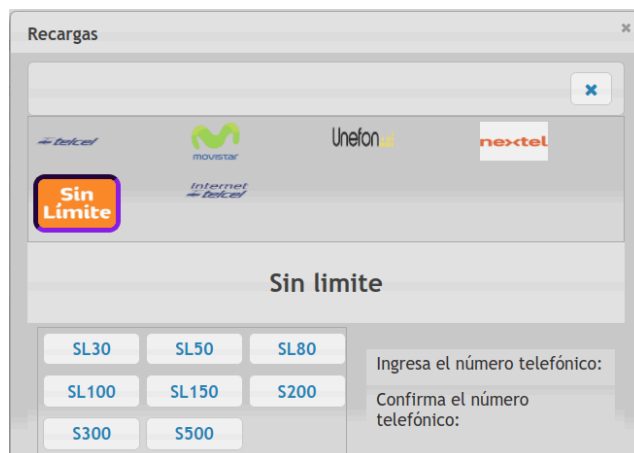 Recargas
telcel
movistar
Unefon
nextel
Sin
Límite
Internet
telcel
Sin limite
SL30 SL50 SL80
SL100 SL150 S200
S300 S500
Ingresa el número telefónico:
Confirma el número
telefónico: